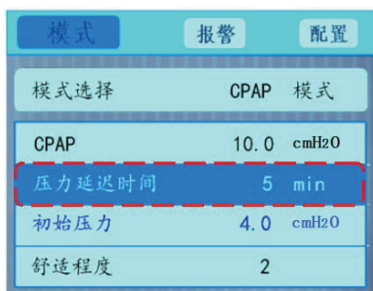 模式 报警 配置
模式选择 CPAP 模式
CPAP 10.0 cmH2O
压力延迟时间 5 min
初始压力 4.0 cmH2O
舒适程度 2